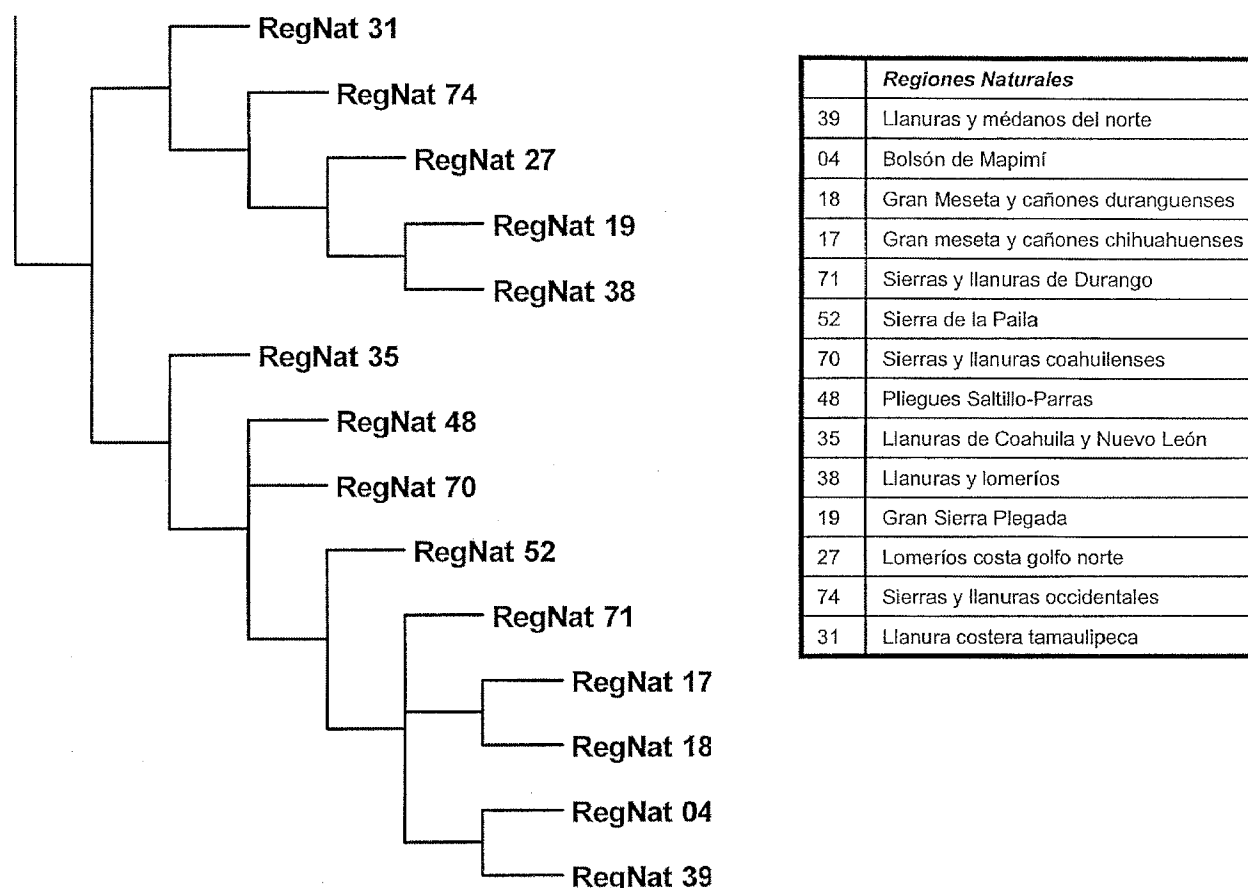 RegNat 31
RegNat 74
RegNat 27
RegNat 19
RegNat 38
RegNat 35
RegNat 48
RegNat 70
RegNat 52
RegNat 71
RegNat 17
RegNat 18
RegNat 04
RegNat 39
Regiones Naturales
39 Llanuras y médanos del norte
04 Bolsón de Mapimí
18 Gran Meseta y cañones duranguenses
17 Gran meseta y cañones chihuahuenses
71 Sierras y llanuras de Durango
52 Sierra de la Paila
70 Sierras y llanuras coahuilenses
48 Pliegues Saltillo-Parras
35 Llanuras de Coahuila y Nuevo León
38 Llanuras y lomeríos
19 Gran Sierra Plegada
27 Lomeríos costa golfo norte
74 Sierras y llanuras occidentales
31 Llanura costera tamaulipeca